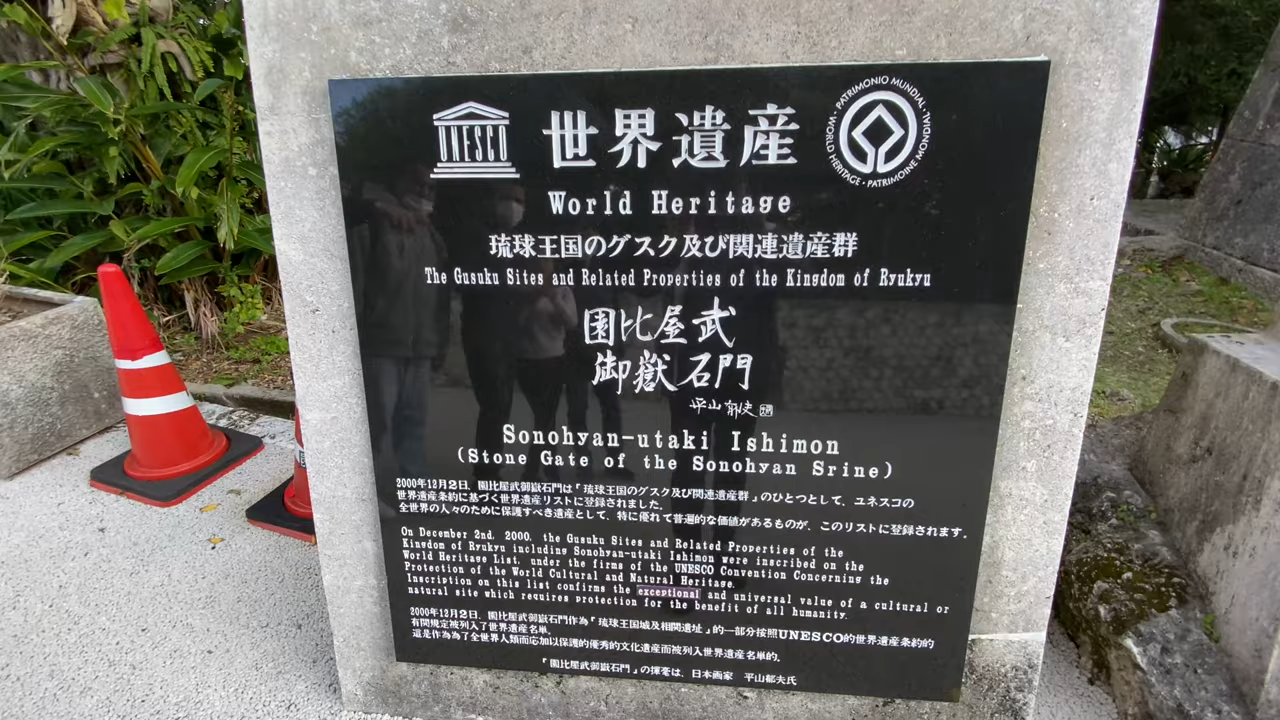 UNESCO
世界遺産
WORLD HERITAGE · PATRIMONIO MUNDIAL · PATRIMOINE MONDIAL ·
World Heritage
琉球王国のグスク及び関連遺産群
The Gusuku Sites and Related Properties of the Kingdom of Ryukyu
園比屋武
御嶽石門
平山郁夫
Sonohyan-utaki Ishimon
(Stone Gate of the Sonohyan Srine)
2000年12月2日、園比屋武御嶽石門は「琉球王国のグスク及び関連遺産群」のひとつとして、ユネスコの
世界遺産条約に基づく世界遺産リストに登録されました。
全世界の人々のために保護すべき遺産として、特に優れて普遍的な価値があるものが、このリストに登録されます。
On December 2nd, 2000, the Gusuku Sites and Related Properties of the
Kingdom of Ryukyu including Sonohyan-utaki Ishimon were inscribed on the
World Heritage List, under the firms of the UNESCO Convention Concerning the
Protection of the World Cultural and Natural Heritage.
Inscription on this list confirms the exceptional and universal value of a cultural or
natural site which requires protection for the benefit of all humanity.
2000年12月2日、園比屋武御嶽石門作為「琉球王国城及相関遺址」的一部分按照UNESCO的世界遺産条約的
有関規定被列入了世界遺産名単。
道是作為為了全世界人類而応加以保護的優秀的文化遺産而被列入世界遺産名単的。
「園比屋武御嶽石門」の揮毫は、日本画家 平山郁夫氏